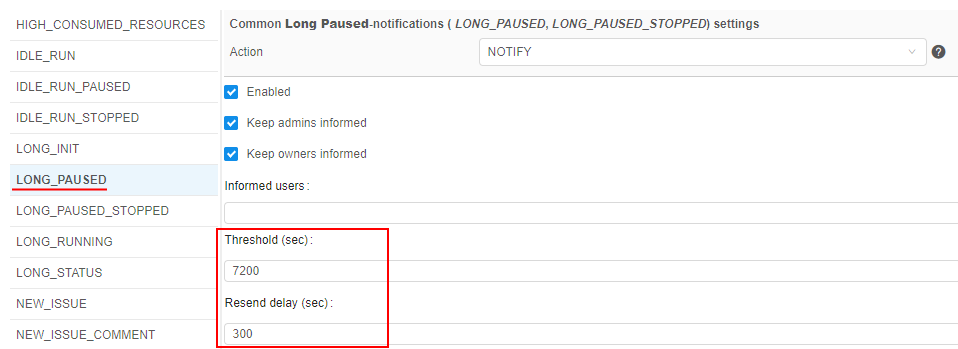 HIGH_CONSUMED_RESOURCES
IDLE_RUN
IDLE_RUN_PAUSED
IDLE_RUN_STOPPED
LONG_INIT
LONG_PAUSED
LONG_PAUSED_STOPPED
LONG_RUNNING
LONG_STATUS
NEW_ISSUE
NEW_ISSUE_COMMENT
Common Long Paused-notifications ( LONG_PAUSED, LONG_PAUSED_STOPPED) settings
Action NOTIFY ?
Enabled
Keep admins informed
Keep owners informed
Informed users :
Threshold (sec) :
7200
Resend delay (sec) :
300